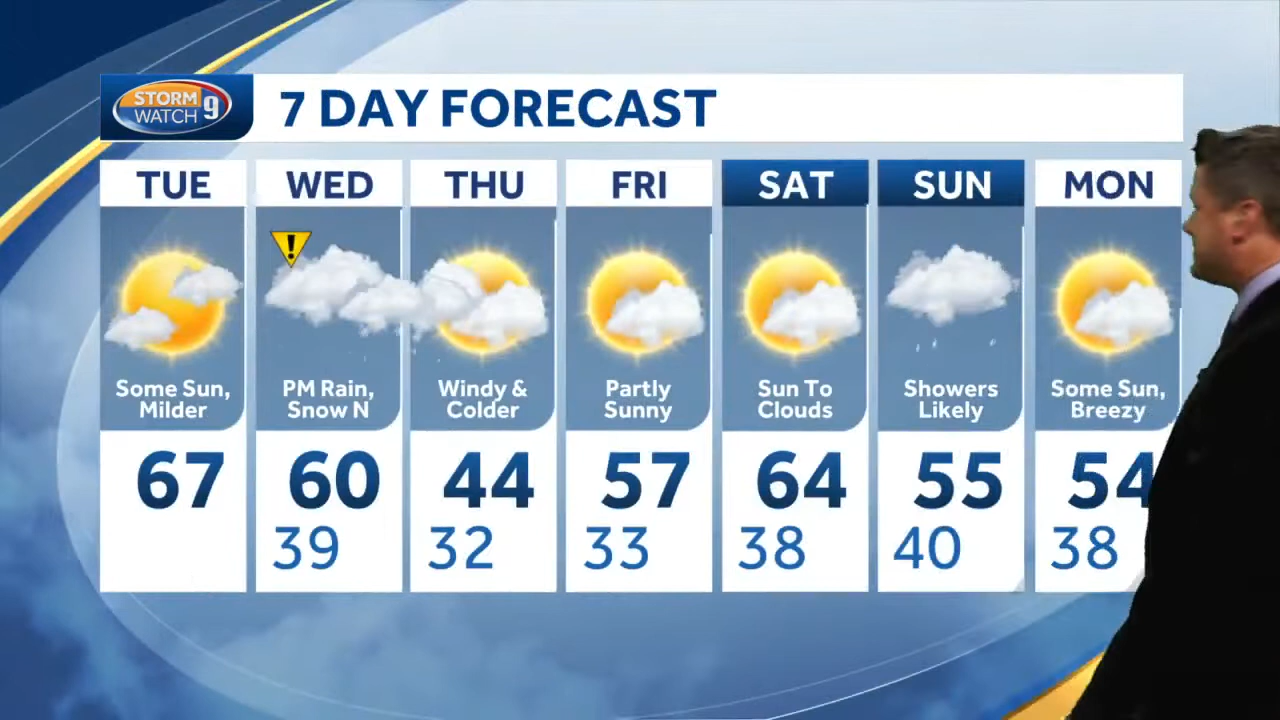 STORM
WATCH 9
7 DAY FORECAST
TUE
WED
THU
FRI
SAT
SUN
MON
!
Some Sun,
Milder
PM Rain,
Snow N
Windy &
Colder
Partly
Sunny
Sun To
Clouds
Showers
Likely
Some Sun,
Breezy
67
60
44
57
64
55
54
39
32
33
38
40
38